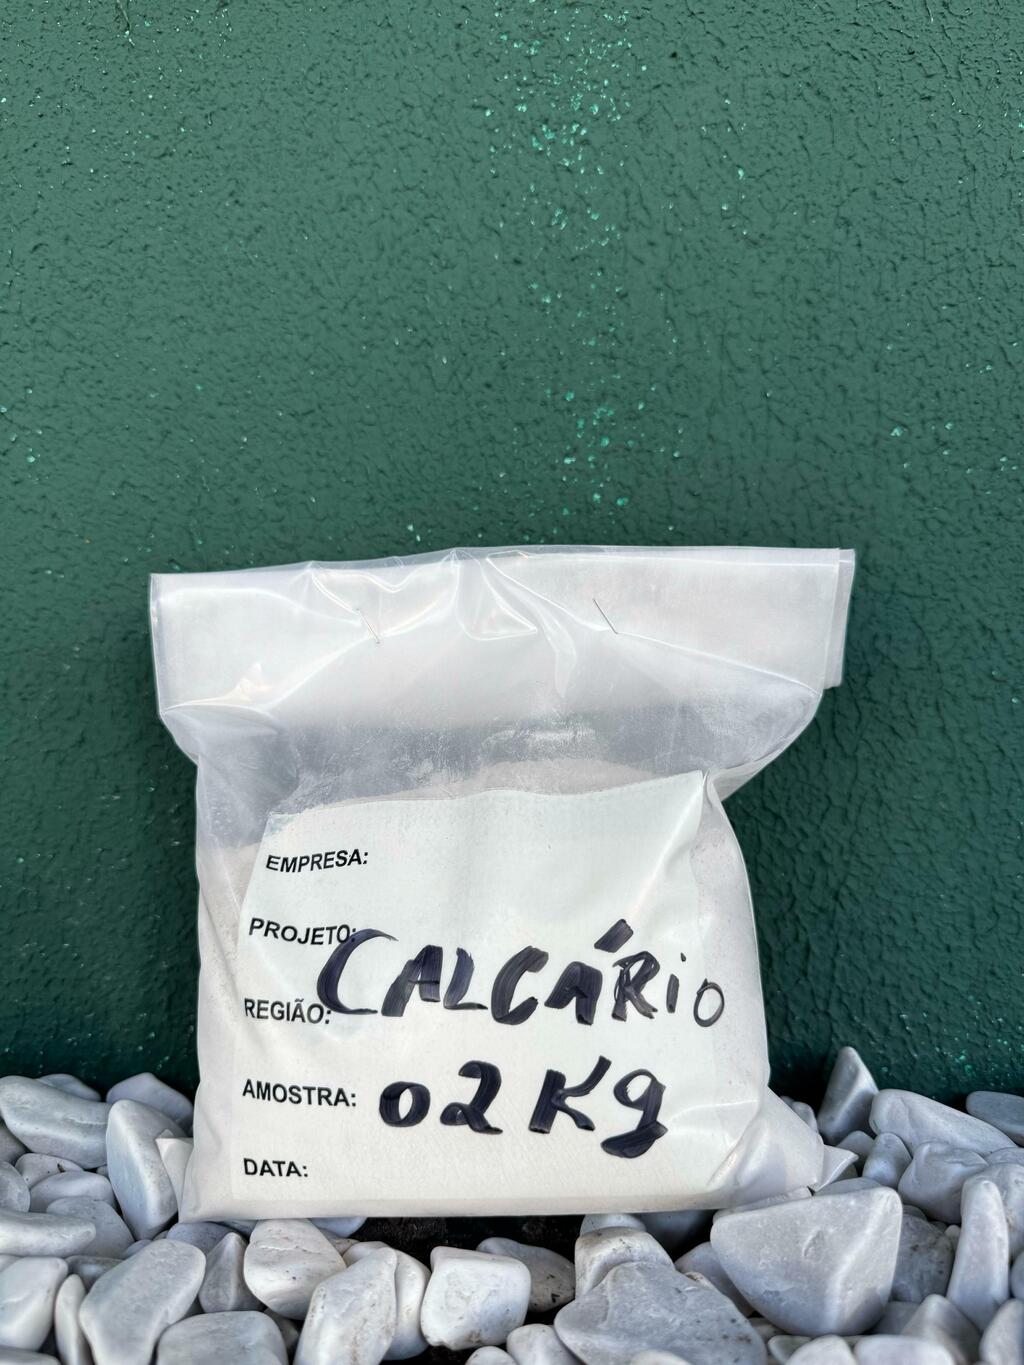 EMPRESA:
PROJETO:
CALCÁRiO
REGIÃO:
AMOSTRA: 02 Kg
DATA: